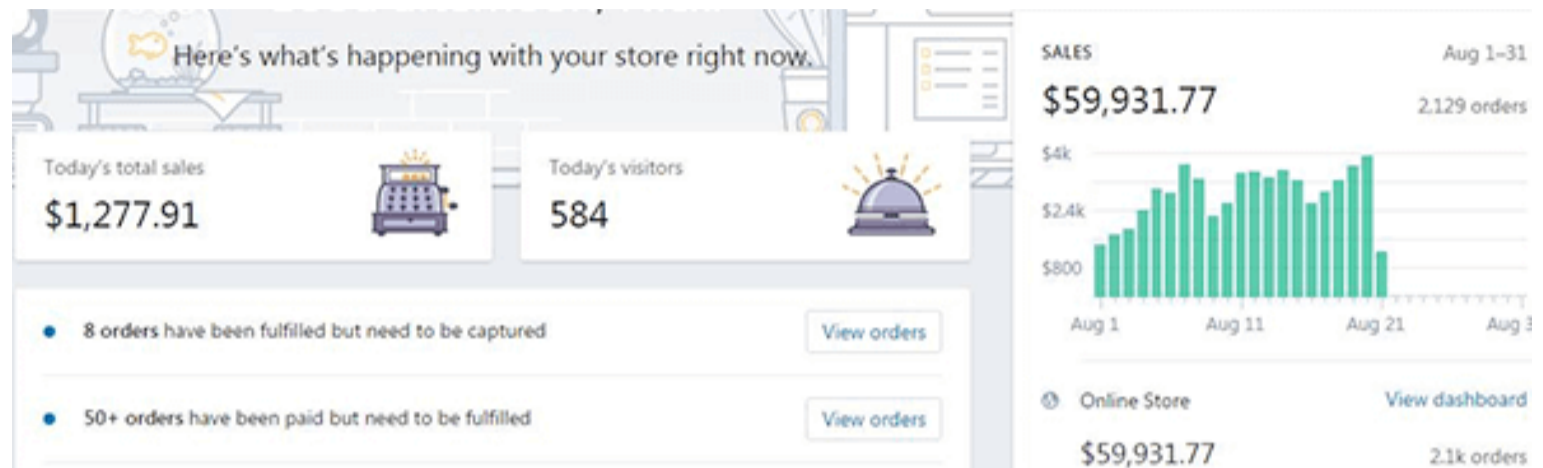 Here's what's happening with your store right now.
Today's total sales
$1,277.91
Today's visitors
584
8 orders have been fulfilled but need to be captured
View orders
50+ orders have been paid but need to be fulfilled
View orders
SALES
Aug 1–31
$59,931.77
2,129 orders
$4k
$2.4k
$800
Aug 1
Aug 11
Aug 21
Aug 3
Online Store
View dashboard
$59,931.77
2.1k orders